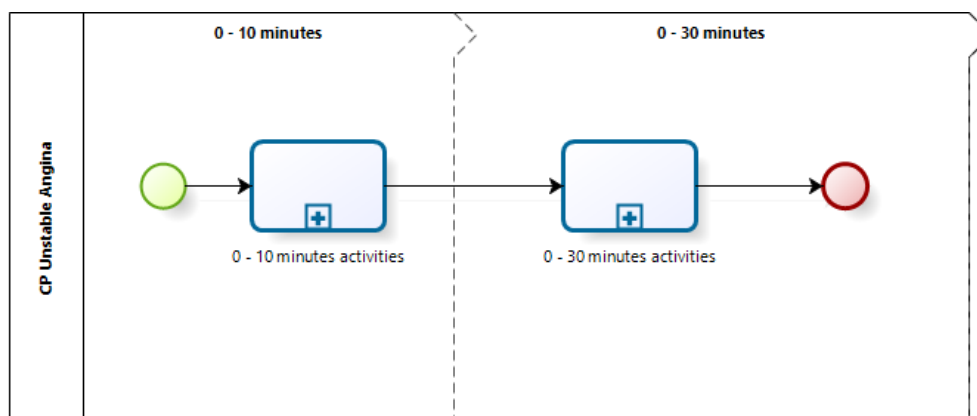 0 - 10 minutes
0 - 30 minutes
CP Unstable Angina
0 - 10 minutes activities
0 - 30 minutes activities